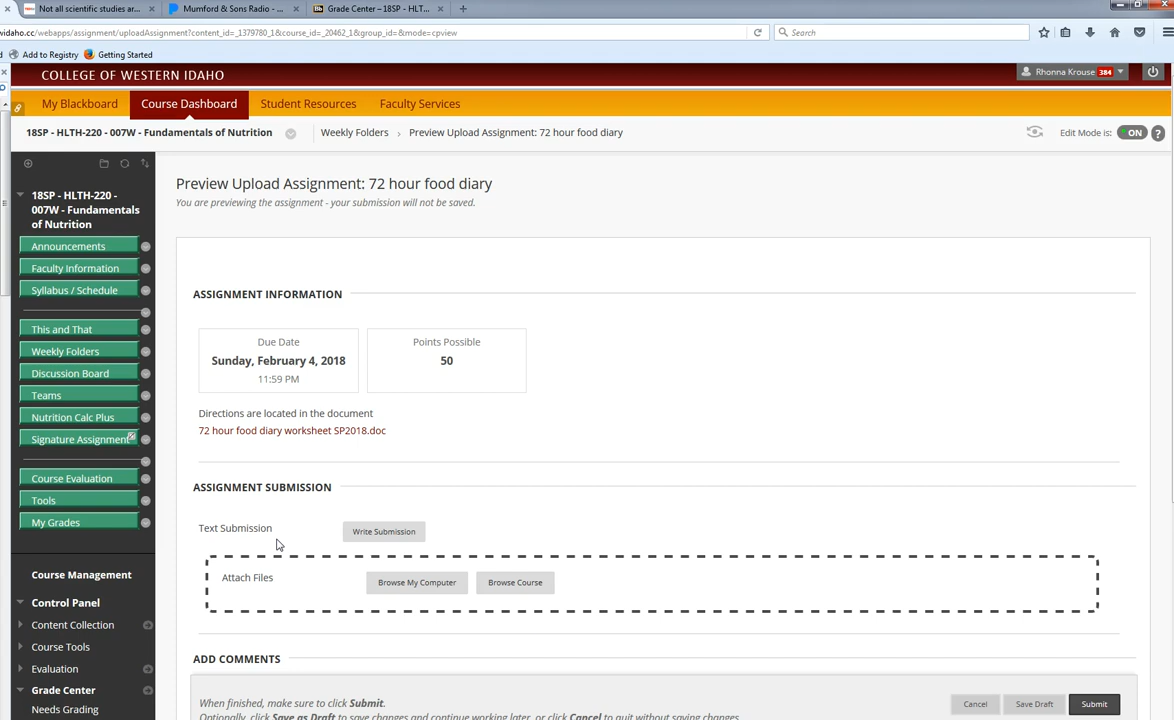 Not all scientific studies ar...
Mumford & Sons Radio - ...
Grade Center – 18SP - HLT...
widaho.cc/webapps/assignment/uploadAssignment?content_id=_1379780_1&course_id=_20462_1&group_id=&mode=cpview
Search
Add to Registry
Getting Started
COLLEGE OF WESTERN IDAHO
Rhonna Krouse 384
My Blackboard
Course Dashboard
Student Resources
Faculty Services
18SP - HLTH-220 - 007W - Fundamentals of Nutrition
Weekly Folders > Preview Upload Assignment: 72 hour food diary
Edit Mode is: ON ?
18SP - HLTH-220 -
007W - Fundamentals
of Nutrition
Announcements
Faculty Information
Syllabus / Schedule
This and That
Weekly Folders
Discussion Board
Teams
Nutrition Calc Plus
Signature Assignment
Course Evaluation
Tools
My Grades
Course Management
Control Panel
Content Collection
Course Tools
Evaluation
Grade Center
Needs Grading
Preview Upload Assignment: 72 hour food diary
You are previewing the assignment - your submission will not be saved.
ASSIGNMENT INFORMATION
Due Date
Sunday, February 4, 2018
11:59 PM
Points Possible
50
Directions are located in the document
72 hour food diary worksheet SP2018.doc
ASSIGNMENT SUBMISSION
Text Submission
Write Submission
Attach Files
Browse My Computer
Browse Course
ADD COMMENTS
When finished, make sure to click Submit.
Optionally, click Save as Draft to save changes and continue working later, or click Cancel to quit without saving changes.
Cancel
Save Draft
Submit